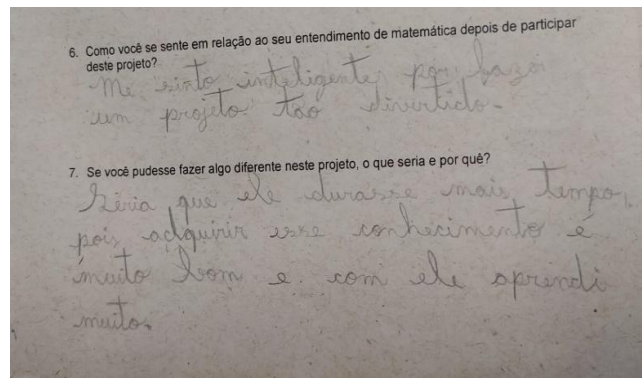 6. Como você se sente em relação ao seu entendimento de matemática depois de participar
deste projeto?
Me sinto inteligente, por fazer
um projeto tão divertido.
7. Se você pudesse fazer algo diferente neste projeto, o que seria e por quê?
Séria que ele durasse mais tempo,
pois adquirir esse conhecimento é
muito bom e com ele aprendi
muito.